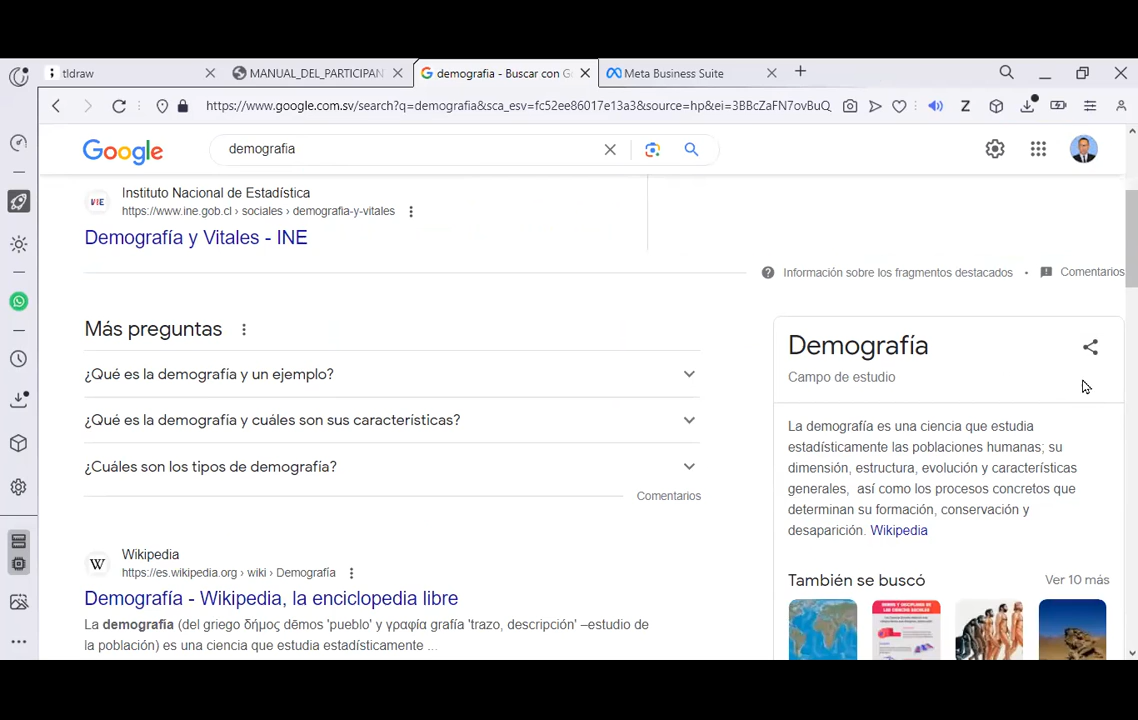 tldraw
MANUAL_DEL_PARTICIPAN
demografia - Buscar con G
Meta Business Suite
https://www.google.com.sv/search?q=demografia&sca_esv=fc52ee86017e13a3&source=hp&ei=3BBcZaFN7ovBuQ
Google
demografia
INE
Instituto Nacional de Estadística
https://www.ine.gob.cl › sociales › demografia-y-vitales
Demografía y Vitales - INE
Información sobre los fragmentos destacados • Comentarios
Más preguntas
¿Qué es la demografía y un ejemplo?
¿Qué es la demografía y cuáles son sus características?
¿Cuáles son los tipos de demografía?
Comentarios
W
Wikipedia
https://es.wikipedia.org › wiki › Demografía
Demografía - Wikipedia, la enciclopedia libre
La demografia (del griego δήμος dēmos 'pueblo' y γραφία grafía 'trazo, descripción' –estudio de
la población) es una ciencia que estudia estadísticamente ...
Demografía
Campo de estudio
La demografía es una ciencia que estudia
estadísticamente las poblaciones humanas; su
dimensión, estructura, evolución y características
generales, así como los procesos concretos que
determinan su formación, conservación y
desaparición. Wikipedia
También se buscó
Ver 10 más